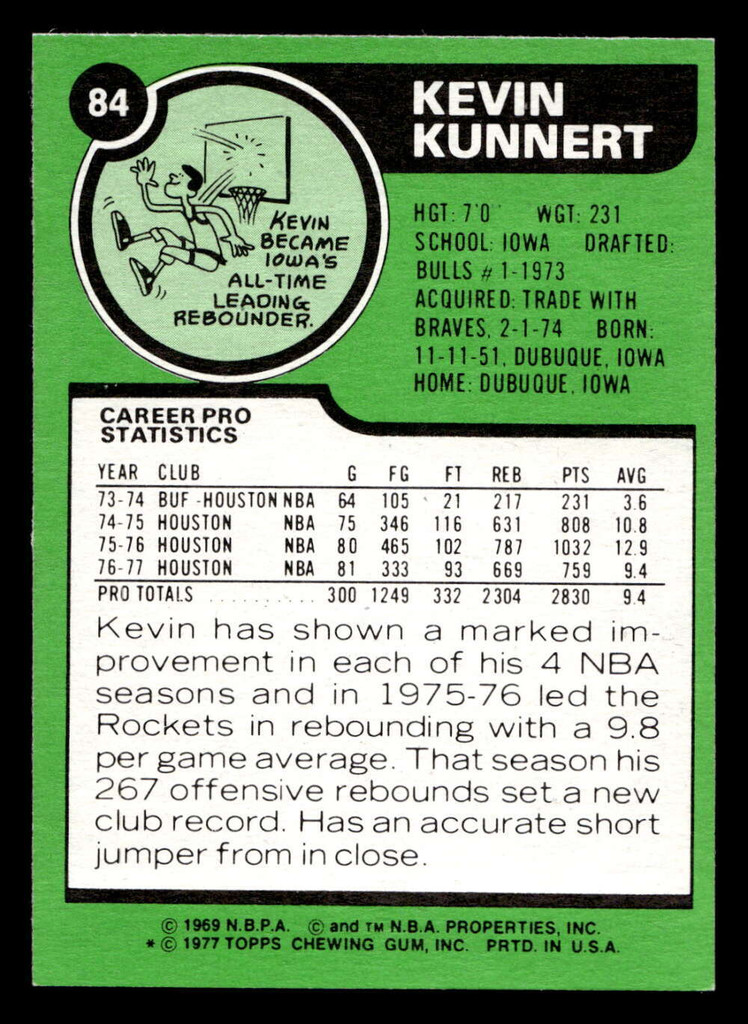 84
KEVIN
KUNNERT
KEVIN
BECAME
IOWA'S
ALL-TIME
LEADING
REBOUNDER.
HGT: 7'0" WGT: 231
SCHOOL: IOWA DRAFTED:
BULLS #1-1973
ACQUIRED: TRADE WITH
BRAVES, 2-1-74 BORN:
11-11-51, DUBUQUE, IOWA
HOME: DUBUQUE, IOWA
CAREER PRO
STATISTICS
YEAR CLUB G FG FT REB PTS AVG
73-74 BUF-HOUSTON NBA 64 105 21 217 231 3.6
74-75 HOUSTON NBA 75 346 116 631 808 10.8
75-76 HOUSTON NBA 80 465 102 787 1032 12.9
76-77 HOUSTON NBA 81 333 93 669 759 9.4
PRO TOTALS .......... 300 1249 332 2304 2830 9.4
Kevin has shown a marked im-
provement in each of his 4 NBA
seasons and in 1975-76 led the
Rockets in rebounding with a 9.8
per game average. That season his
267 offensive rebounds set a new
club record. Has an accurate short
jumper from in close.
© 1969 N.B.P.A. © and TM N.B.A. PROPERTIES, INC.
* © 1977 TOPPS CHEWING GUM, INC. PRTD. IN U.S.A.